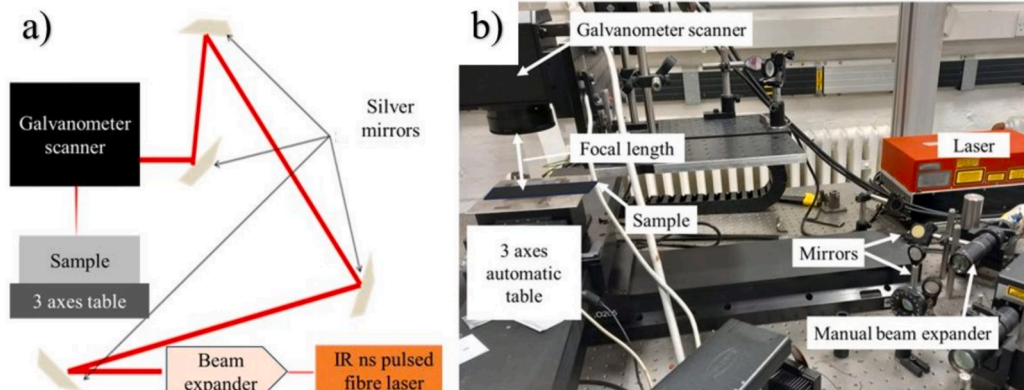 a)
Galvanometer
scanner
Silver
mirrors
Sample
3 axes table
Beam
expander
IR ns pulsed
fibre laser
b)
Galvanometer scanner
Focal length
Laser
Sample
3 axes
automatic
table
Mirrors
Manual beam expander